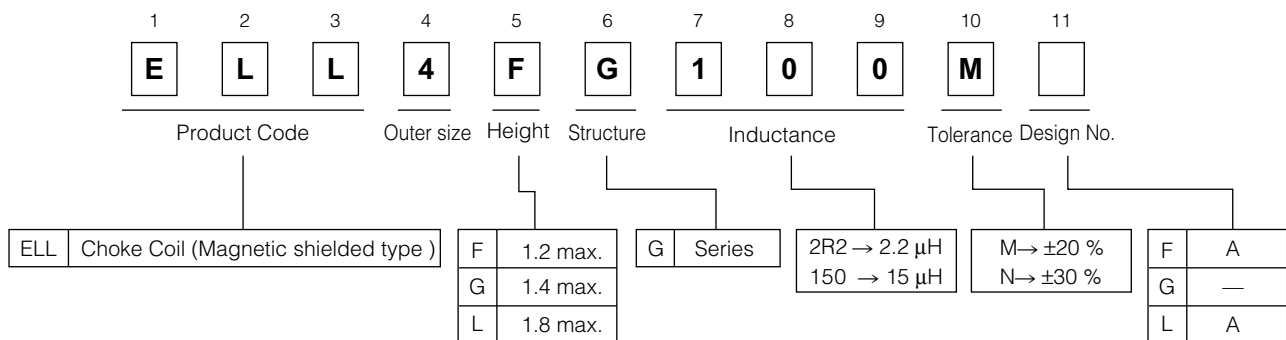 1 2 3 4 5 6 7 8 9 10 11
E L L 4 F G 1 0 0 M
Product Code Outer size Height Structure Inductance Tolerance Design No.
ELL Choke Coil (Magnetic shielded type )
F 1.2 max.
G 1.4 max.
L 1.8 max.
G Series
2R2 → 2.2 μH
150 → 15 μH
M→ ±20 %
N→ ±30 %
F A
G —
L A